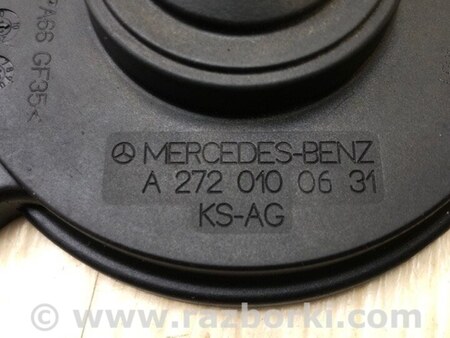 PA66 GF35<
MERCEDES-BENZ
A 272 010 06 31
KS-AG
© www.razborki.com